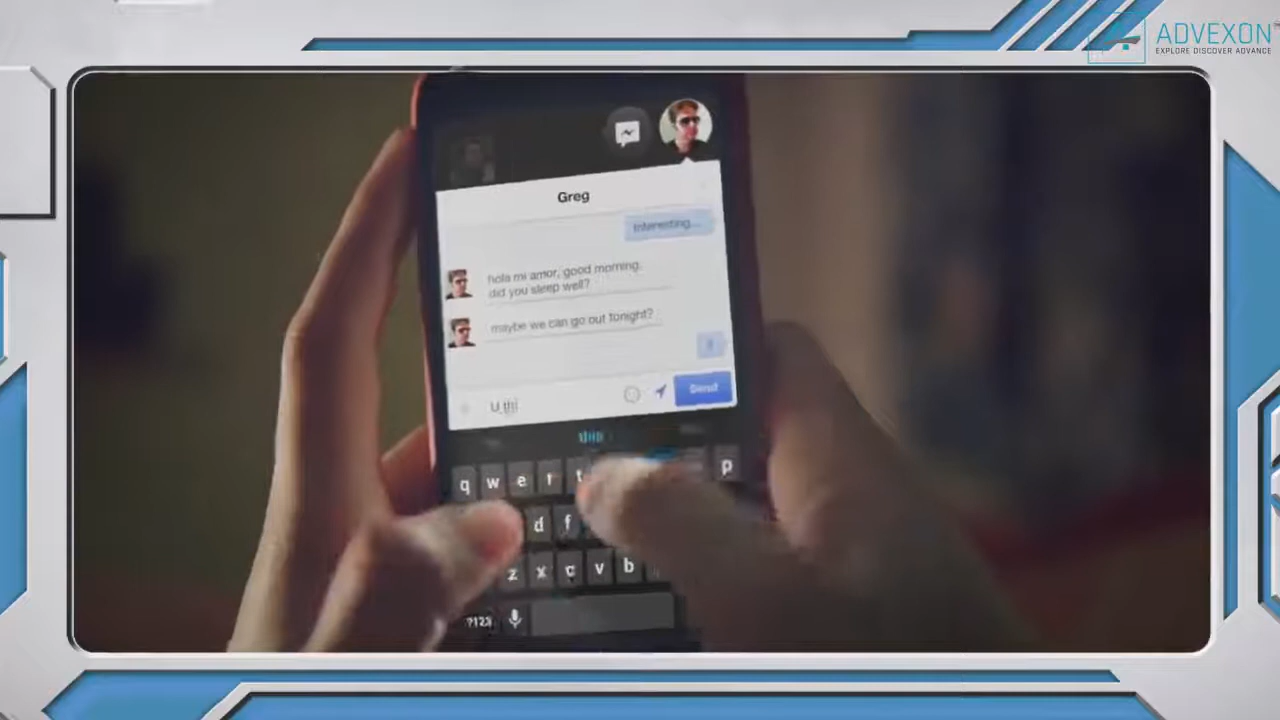 ADVEXON
EXPLORE DISCOVER ADVANCE
Greg
Interesting...
hola mi amor, good morning.
did you sleep well?
maybe we can go out tonight?
U thi
Send
q w e r t p
d f
z x c v b
?123